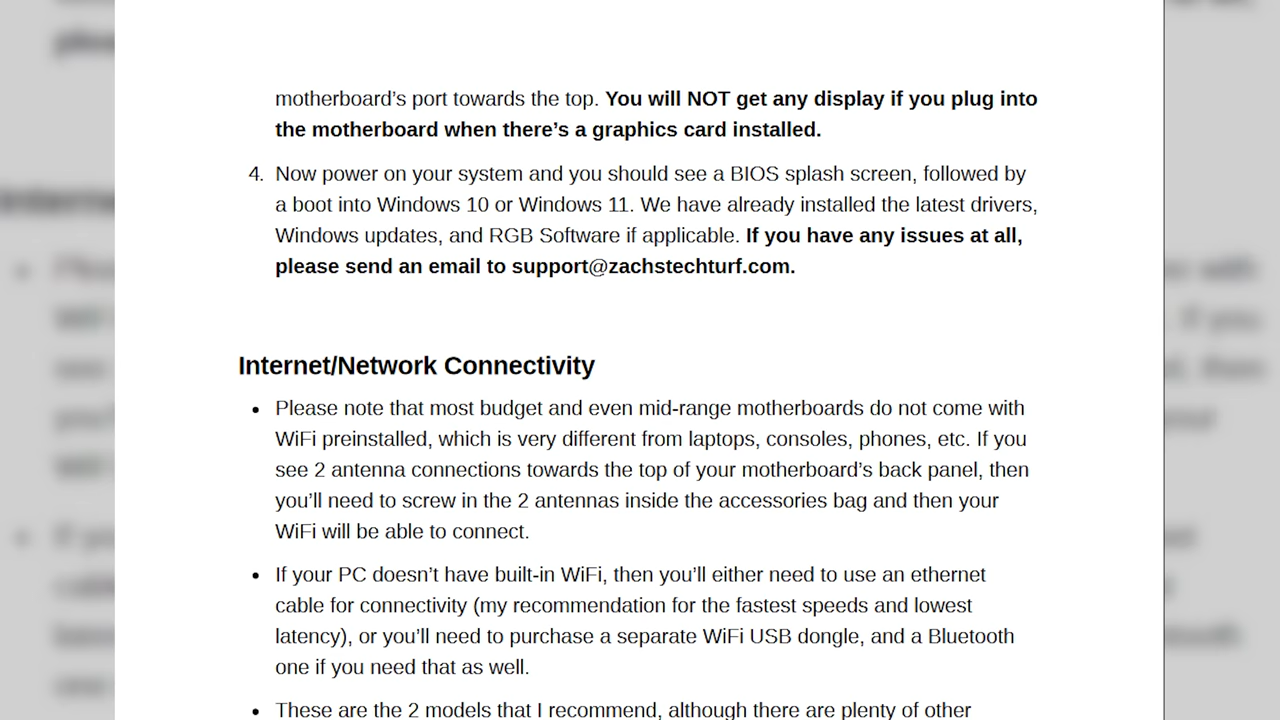 motherboard’s port towards the top. You will NOT get any display if you plug into
the motherboard when there’s a graphics card installed.
4. Now power on your system and you should see a BIOS splash screen, followed by
a boot into Windows 10 or Windows 11. We have already installed the latest drivers,
Windows updates, and RGB Software if applicable. If you have any issues at all,
please send an email to support@zachstechturf.com.
Internet/Network Connectivity
• Please note that most budget and even mid-range motherboards do not come with
WiFi preinstalled, which is very different from laptops, consoles, phones, etc. If you
see 2 antenna connections towards the top of your motherboard’s back panel, then
you’ll need to screw in the 2 antennas inside the accessories bag and then your
WiFi will be able to connect.
• If your PC doesn’t have built-in WiFi, then you’ll either need to use an ethernet
cable for connectivity (my recommendation for the fastest speeds and lowest
latency), or you’ll need to purchase a separate WiFi USB dongle, and a Bluetooth
one if you need that as well.
• These are the 2 models that I recommend, although there are plenty of other